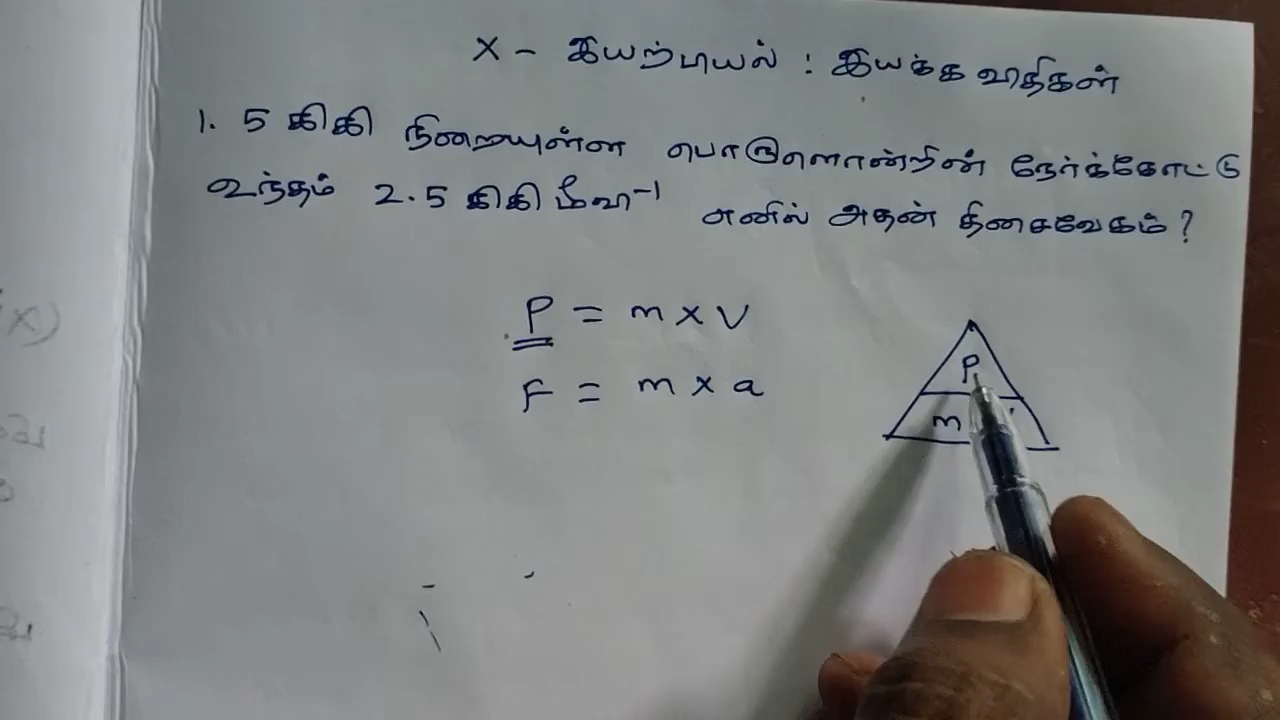 X - இயற்பியல் : இயக்க விதிகள்
1. 5 கிகி நிறையுள்ள பொருளொன்றின் நேர்க்கோட்டு
உந்தம் 2.5 கிகி மீவி-1 எனில் அதன் திசைவேகம் ?
P = m x V
F = m x a
P
m